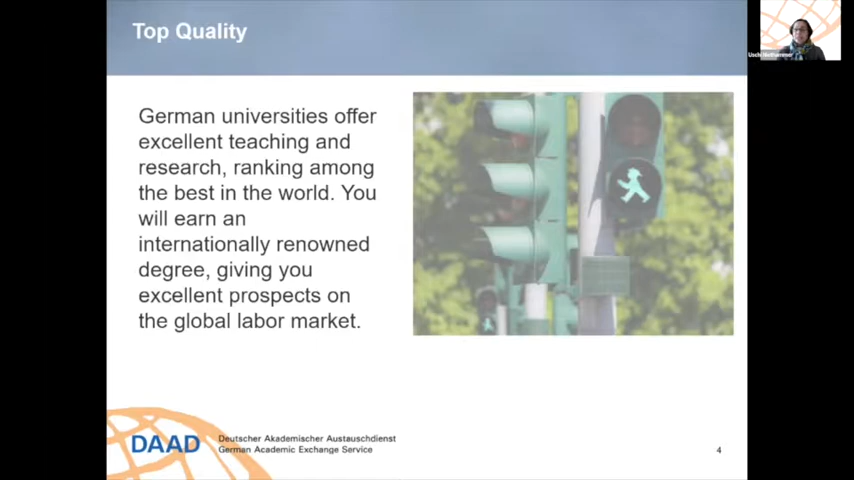 Top Quality
German universities offer
excellent teaching and
research, ranking among
the best in the world. You
will earn an
internationally renowned
degree, giving you
excellent prospects on
the global labor market.
DAAD
Deutscher Akademischer Austauschdienst
German Academic Exchange Service
4